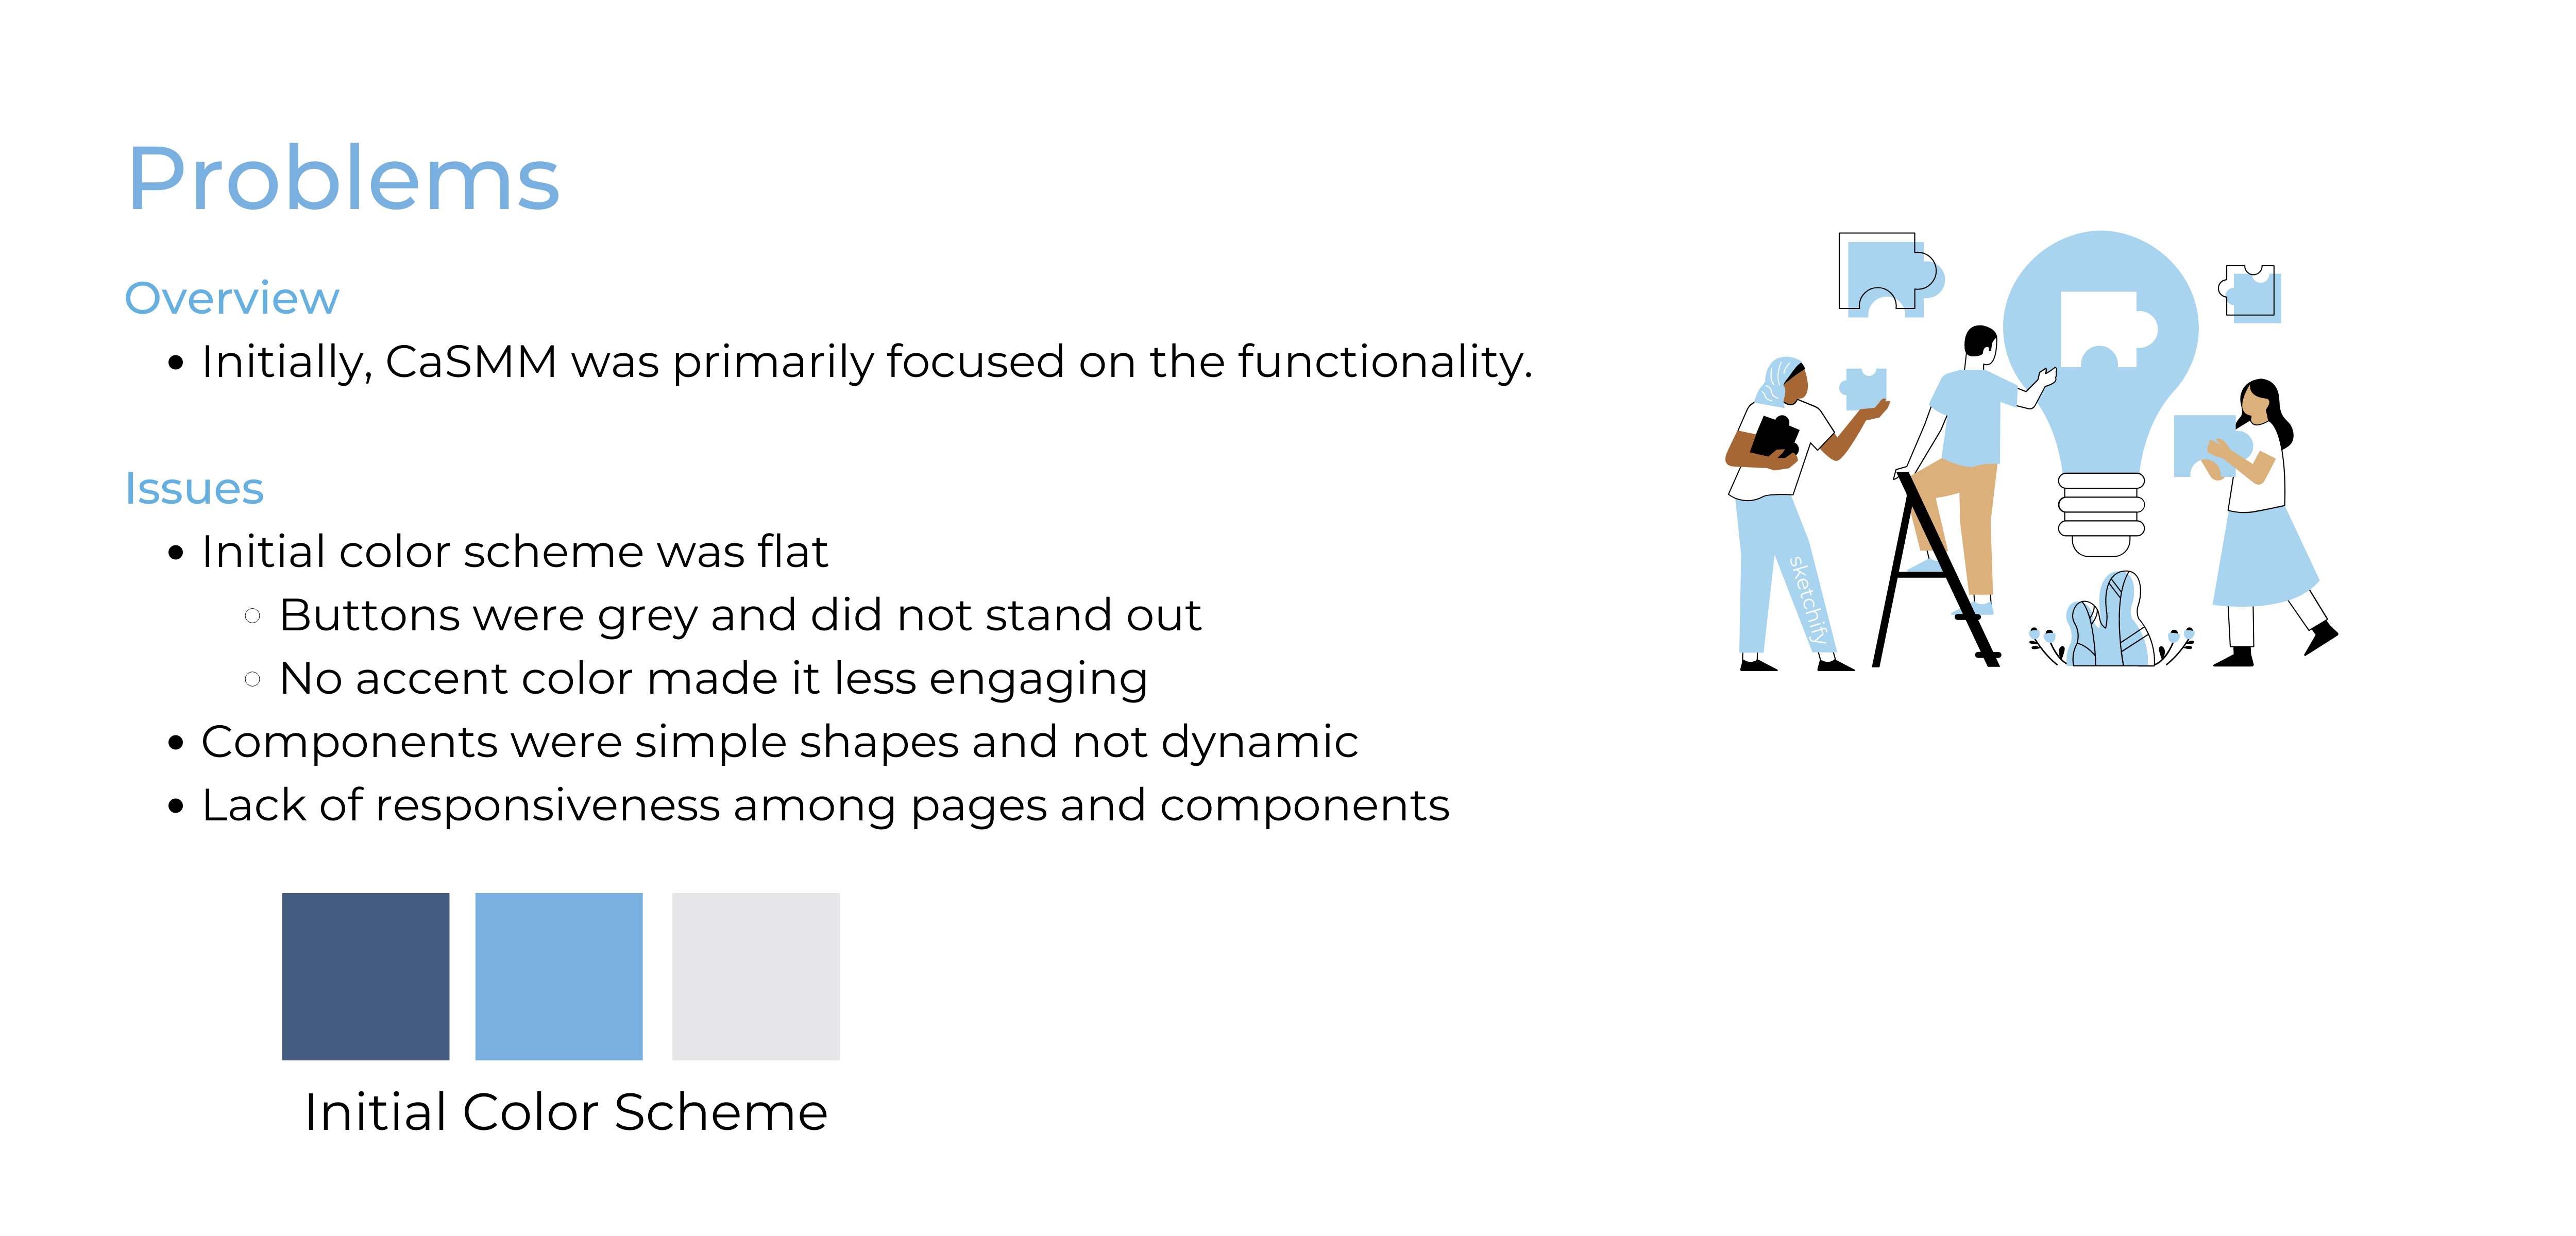 Problems
Overview
• Initially, CaSMM was primarily focused on the functionality.
Issues
• Initial color scheme was flat
○ Buttons were grey and did not stand out
○ No accent color made it less engaging
• Components were simple shapes and not dynamic
• Lack of responsiveness among pages and components
sketchify
Initial Color Scheme